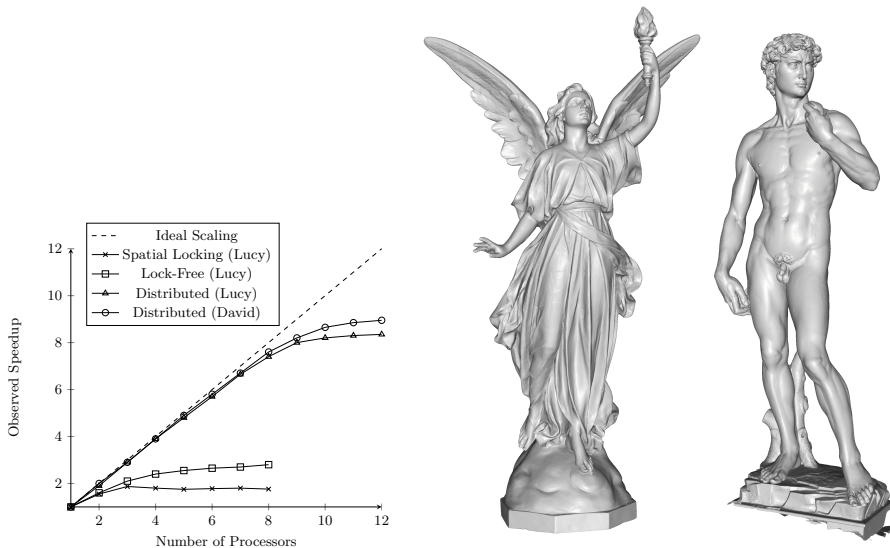 Ideal Scaling
Spatial Locking (Lucy)
Lock-Free (Lucy)
Distributed (Lucy)
Distributed (David)
12
10
8
6
4
2
Observed Speedup
2 4 6 8 10 12
Number of Processors